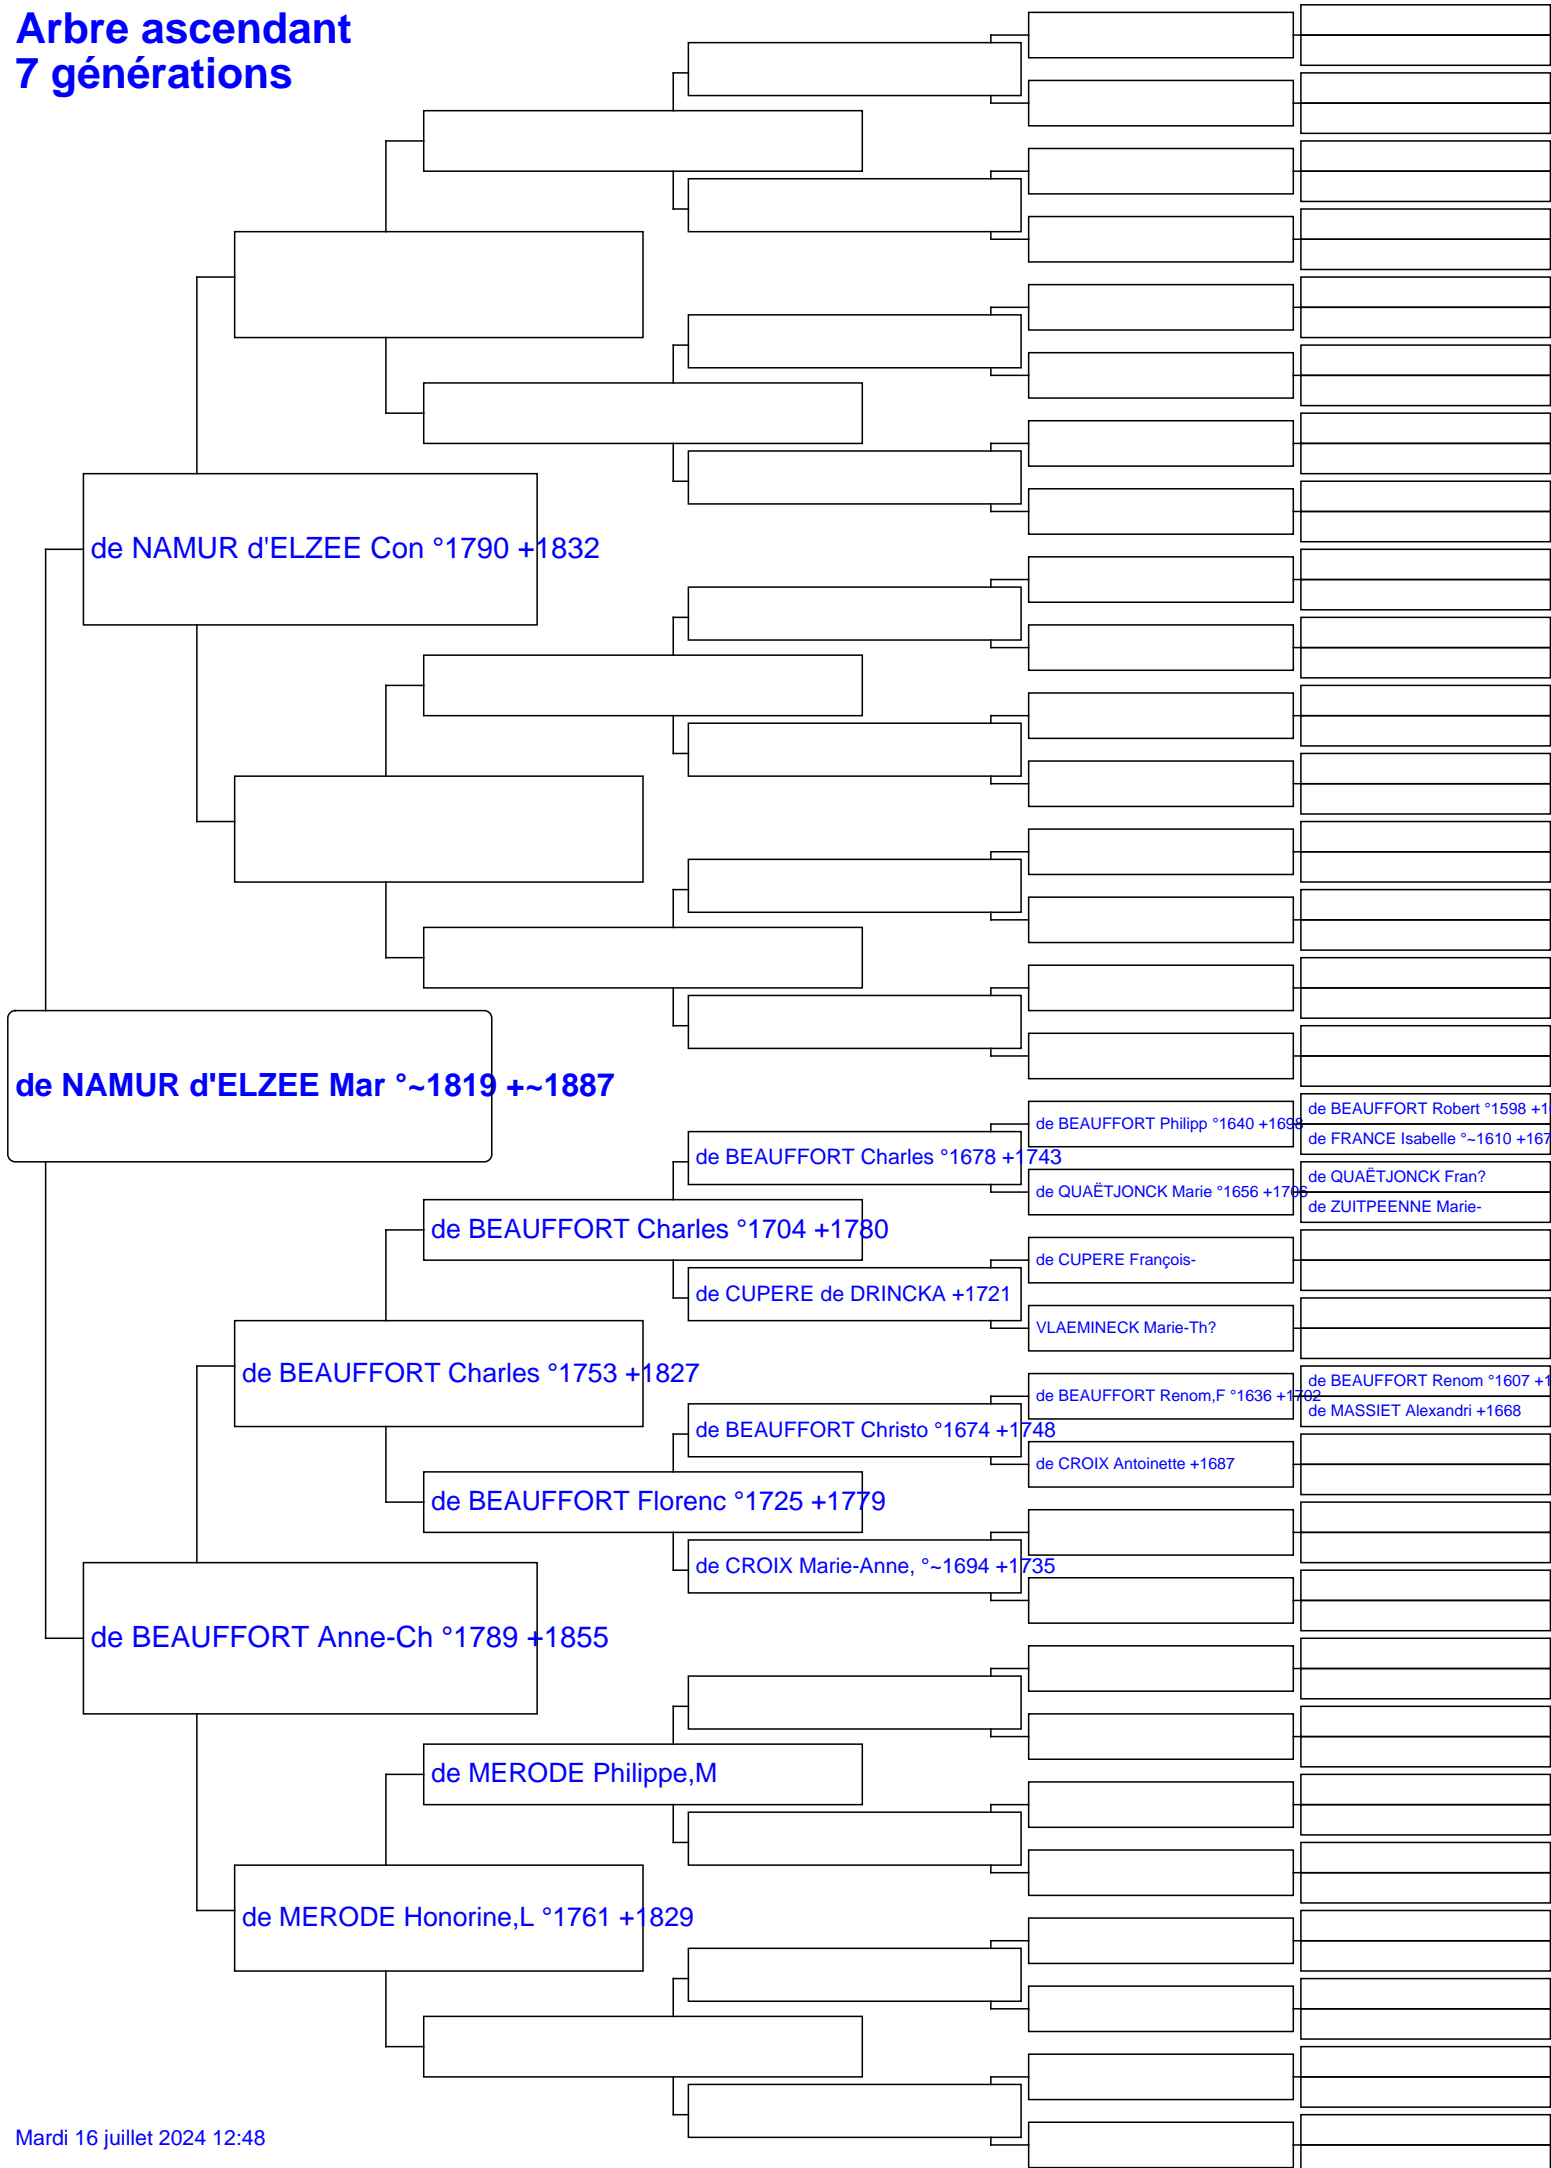 Arbre ascendant
7 générations
de NAMUR d'ELZEE Con °1790 +1832
de NAMUR d'ELZEE Mar °~1819 +~1887
de BEAUFFORT Robert °1598 +1
de BEAUFFORT Philipp °1640 +1698
de FRANCE Isabelle °~1610 +167
de BEAUFFORT Charles °1678 +1743
de QUAËTJONCK Fran?
de QUAËTJONCK Marie °1656 +1706
de ZUITPEENNE Marie-
de BEAUFFORT Charles °1704 +1780
de CUPERE François-
de CUPERE de DRINCKA +1721
VLAEMINECK Marie-Th?
de BEAUFFORT Charles °1753 +1827
de BEAUFFORT Renom °1607 +1
de BEAUFFORT Renom,F °1636 +1702
de MASSIET Alexandri +1668
de BEAUFFORT Christo °1674 +1748
de CROIX Antoinette +1687
de BEAUFFORT Florenc °1725 +1779
de CROIX Marie-Anne, °~1694 +1735
de BEAUFFORT Anne-Ch °1789 +1855
de MERODE Philippe,M
de MERODE Honorine,L °1761 +1829
Mardi 16 juillet 2024 12:48